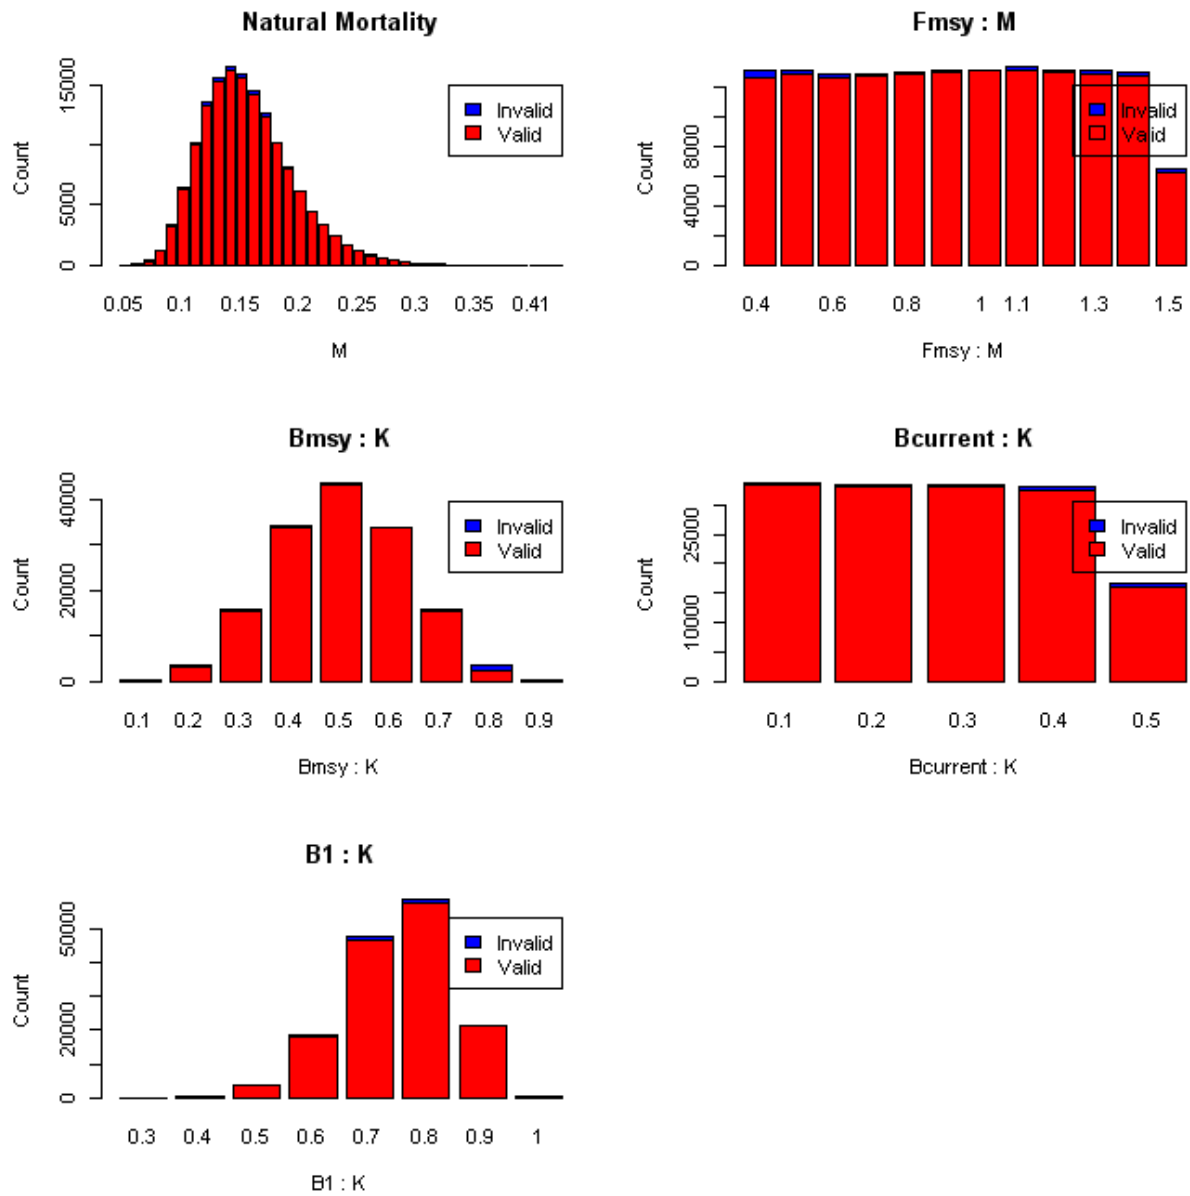 Natural Mortality
Count
15000
5000
0
Invalid
Valid
0.05 0.1 0.15 0.2 0.25 0.3 0.35 0.41
M
Fmsy : M
Count
8000
4000
0
Invalid
Valid
0.4 0.6 0.8 1 1.1 1.3 1.5
Fmsy : M
Bmsy : K
Count
40000
20000
0
Invalid
Valid
0.1 0.2 0.3 0.4 0.5 0.6 0.7 0.8 0.9
Bmsy : K
Bcurrent : K
Count
25000
10000
0
Invalid
Valid
0.1 0.2 0.3 0.4 0.5
Bcurrent : K
B1 : K
Count
50000
20000
0
Invalid
Valid
0.3 0.4 0.5 0.6 0.7 0.8 0.9 1
B1 : K